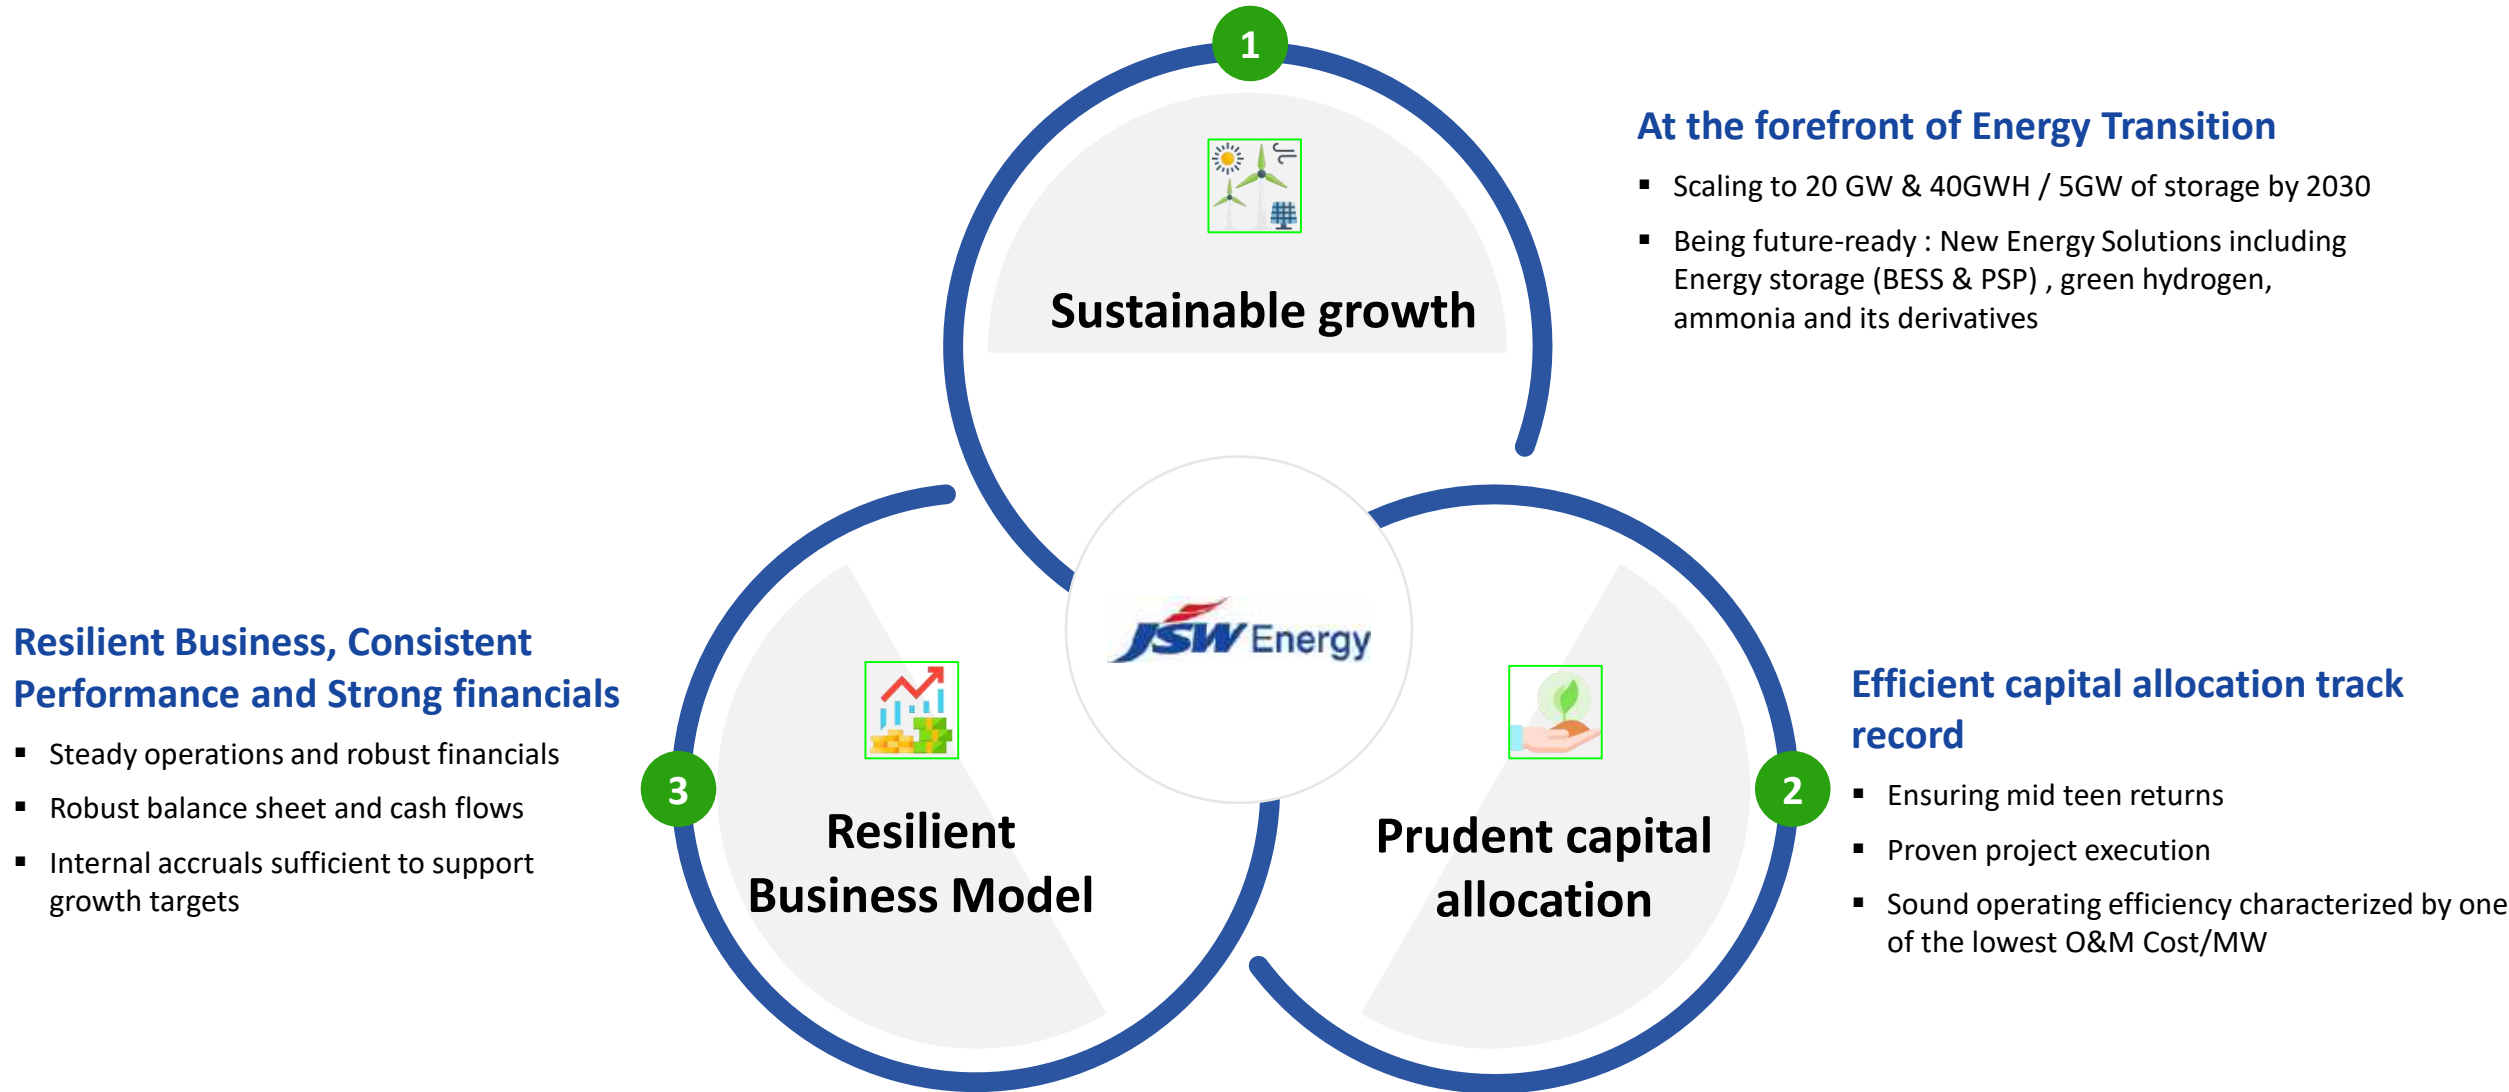 1
Sustainable growth
At the forefront of Energy Transition
▪ Scaling to 20 GW & 40GWH / 5GW of storage by 2030
▪ Being future-ready : New Energy Solutions including
Energy storage (BESS & PSP) , green hydrogen,
ammonia and its derivatives
JSW Energy
2
Prudent capital
allocation
Efficient capital allocation track
record
▪ Ensuring mid teen returns
▪ Proven project execution
▪ Sound operating efficiency characterized by one
of the lowest O&M Cost/MW
3
Resilient
Business Model
Resilient Business, Consistent
Performance and Strong financials
▪ Steady operations and robust financials
▪ Robust balance sheet and cash flows
▪ Internal accruals sufficient to support
growth targets